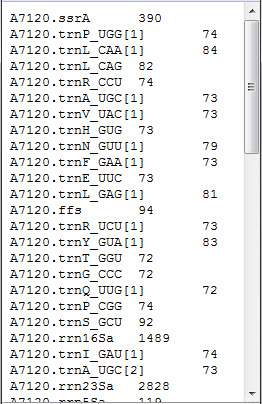 A7120.ssrA 390
A7120.trnP_UGG[1] 74
A7120.trnL_CAA[1] 84
A7120.trnL_CAG 82
A7120.trnR_CCU 74
A7120.trnA_UGC[1] 73
A7120.trnV_UAC[1] 73
A7120.trnH_GUG 73
A7120.trnN_GUU[1] 79
A7120.trnF_GAA[1] 73
A7120.trnE_UUC 73
A7120.trnL_GAG[1] 81
A7120.ffs 94
A7120.trnR_UCU[1] 73
A7120.trnY_GUA[1] 83
A7120.trnT_GGU 72
A7120.trnG_CCC 72
A7120.trnQ_UUG[1] 72
A7120.trnP_CGG 74
A7120.trnS_GCU 92
A7120.rrn16Sa 1489
A7120.trnI_GAU[1] 74
A7120.trnA_UGC[2] 73
A7120.rrn23Sa 2828
A7120.rrn5Sa 119